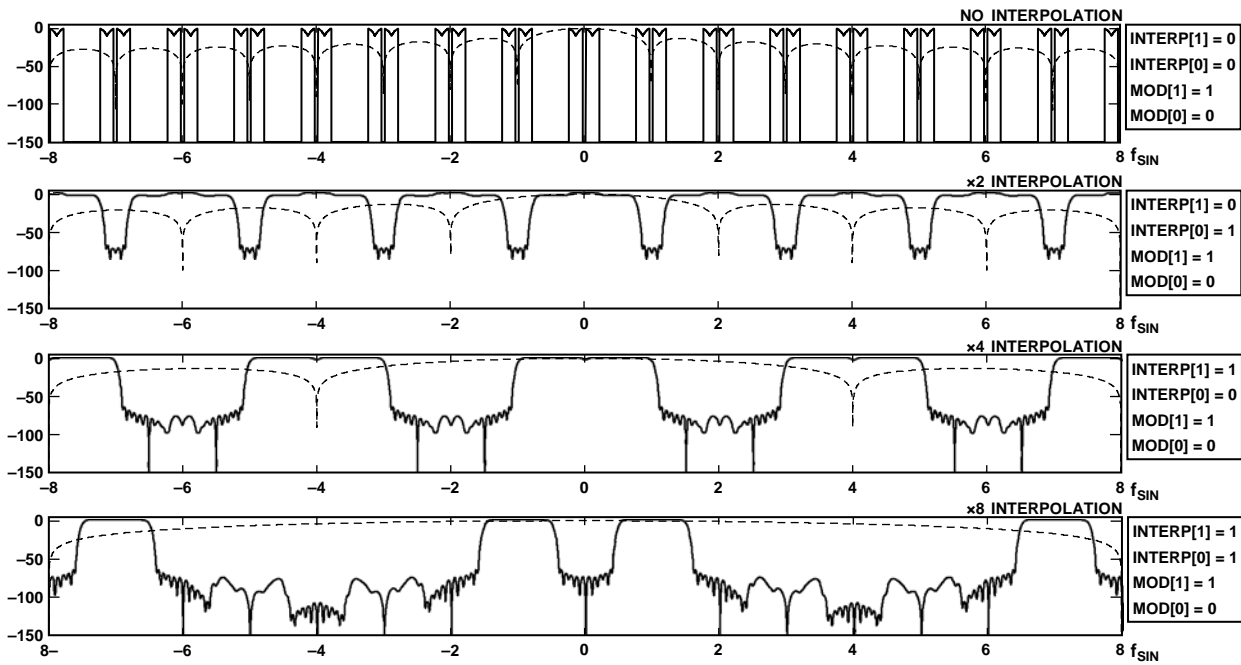 NO INTERPOLATION
0
–50
–100
–150
–8 –6 –4 –2 0 2 4 6 8 fSIN
INTERP[1] = 0
INTERP[0] = 0
MOD[1] = 1
MOD[0] = 0
×2 INTERPOLATION
0
–50
–100
–150
–8 –6 –4 –2 0 2 4 6 8 fSIN
INTERP[1] = 0
INTERP[0] = 1
MOD[1] = 1
MOD[0] = 0
×4 INTERPOLATION
0
–50
–100
–150
–8 –6 –4 –2 0 2 4 6 8 fSIN
INTERP[1] = 1
INTERP[0] = 0
MOD[1] = 1
MOD[0] = 0
×8 INTERPOLATION
0
–50
–100
–150
8– –6 –4 –2 0 2 4 6 8 fSIN
INTERP[1] = 1
INTERP[0] = 1
MOD[1] = 1
MOD[0] = 0